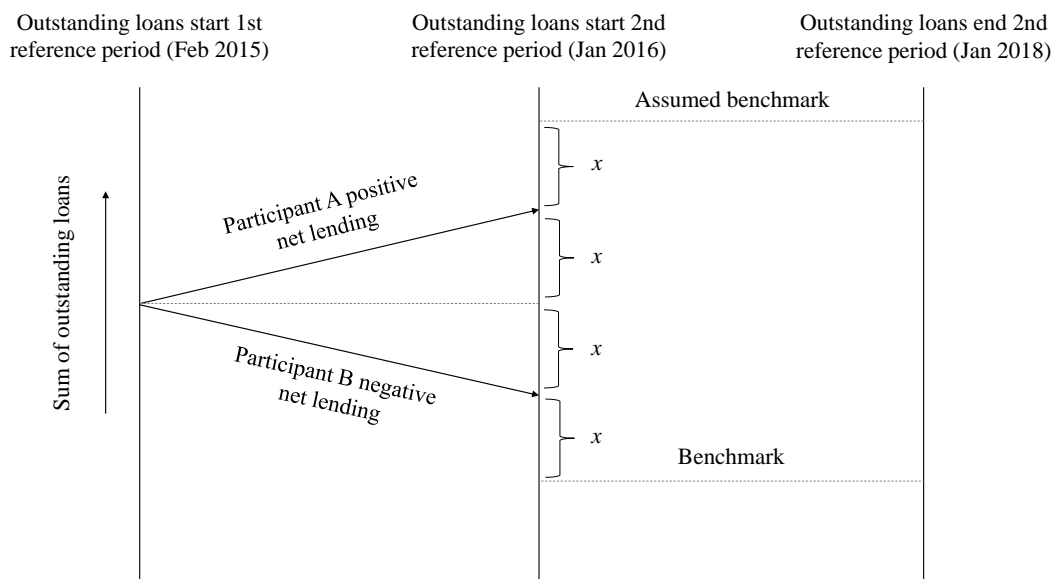 Outstanding loans start 1st
reference period (Feb 2015)
Outstanding loans start 2nd
reference period (Jan 2016)
Outstanding loans end 2nd
reference period (Jan 2018)
Assumed benchmark
x
Participant A positive
net lending
x
Sum of outstanding loans
x
Participant B negative
net lending
x
Benchmark